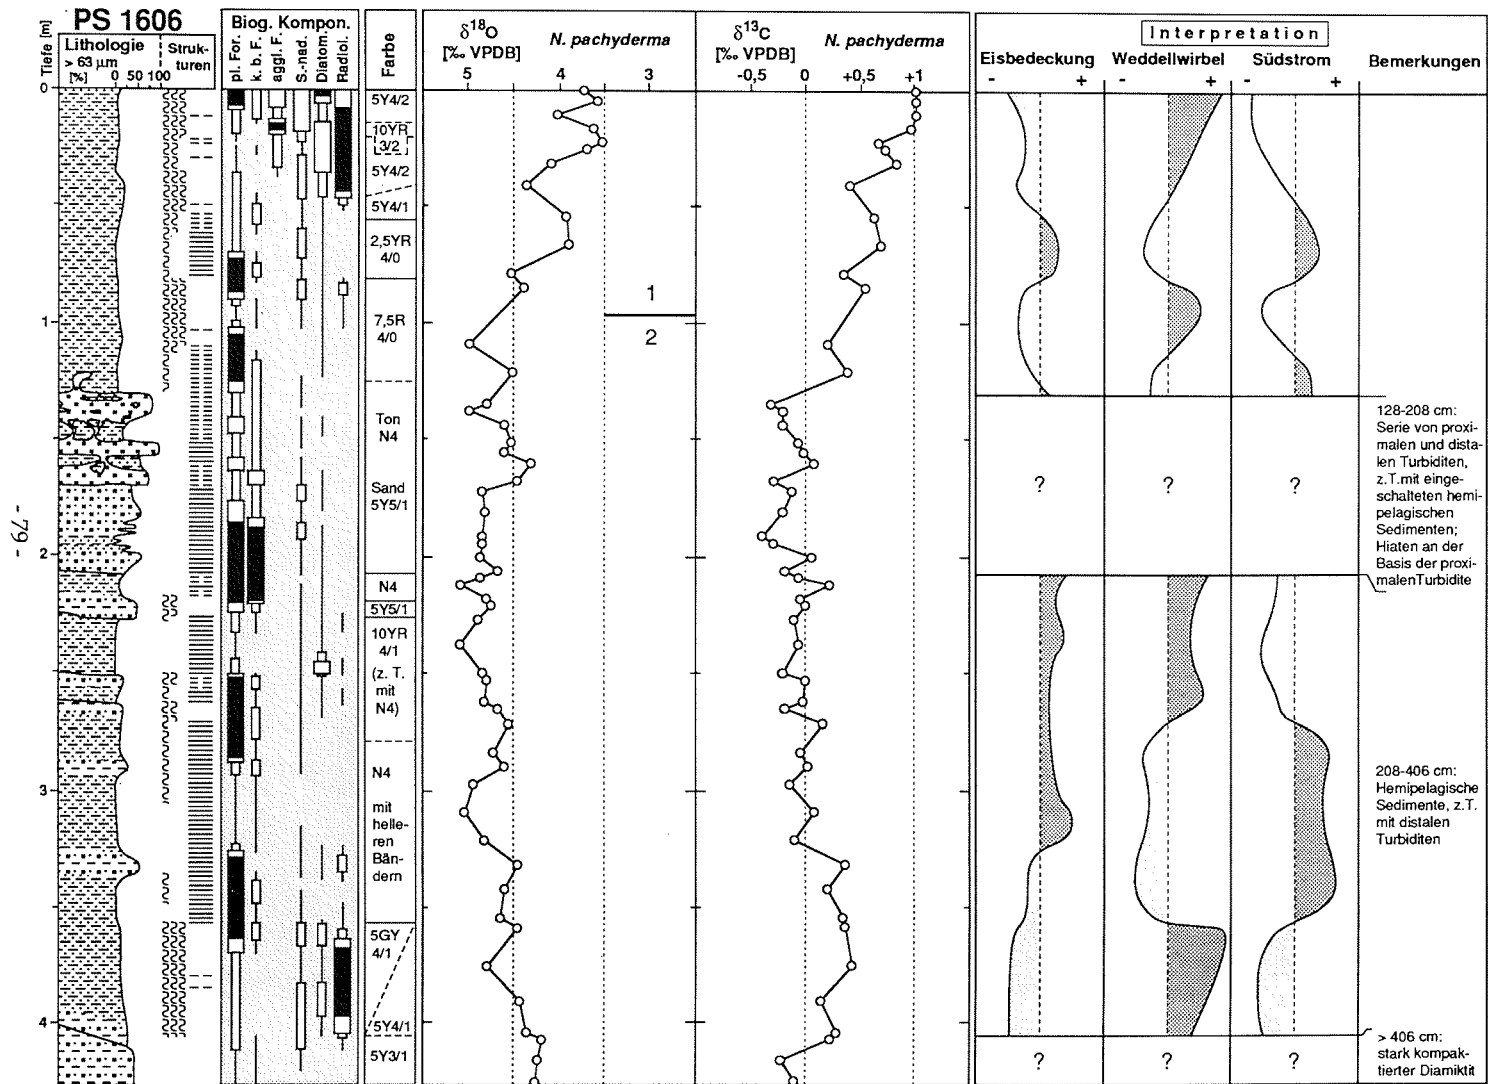 PS 1606
Tiefe [m]
Lithologie
> 63 µm
[%] 0 50 100
Struk-
turen
Biog. Kompon.
pl. For.
k. b. F.
aggl. F.
S.-nad.
Diatom.
Radiol.
Farbe
δ18O
[‰ VPDB]
N. pachyderma
5 4 3
δ13C
[‰ VPDB]
N. pachyderma
-0,5 0 +0,5 +1
Interpretation
Eisbedeckung
- +
Weddellwirbel
- +
Südstrom
- +
Bemerkungen
0
1
2
3
4
5Y4/2
10YR
3/2
5Y4/2
5Y4/1
2,5YR
4/0
7,5R
4/0
Ton
N4
Sand
5Y5/1
N4
5Y5/1
10YR
4/1
(z. T.
mit
N4)
N4
mit
helle-
ren
Bän-
dern
5GY
4/1
5Y4/1
5Y3/1
1
2
? ? ?
? ? ?
128-208 cm:
Serie von proxi-
malen und dista-
len Turbiditen,
z.T.mit einge-
schalteten hemi-
pelagischen
Sedimenten;
Hiaten an der
Basis der proxi-
malenTurbidite
208-406 cm:
Hemipelagische
Sedimente, z.T.
mit distalen
Turbiditen
> 406 cm:
stark kompak-
tierter Diamiktit
- 79 -